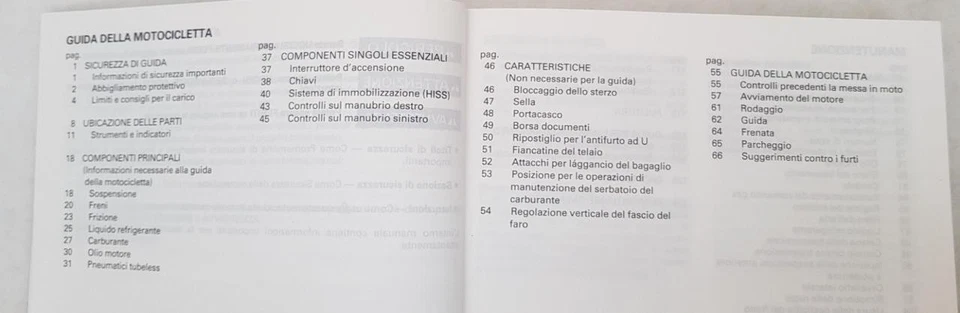 GUIDA DELLA MOTOCICLETTA
pag.
1 SICUREZZA DI GUIDA
1 Informazioni di sicurezza importanti
2 Abbigliamento protettivo
4 Limiti e consigli per il carico
8 UBICAZIONE DELLE PARTI
11 Strumenti e indicatori
18 COMPONENTI PRINCIPALI
(Informazioni necessarie alla guida
della motocicletta)
18 Sospensione
20 Freni
23 Frizione
25 Liquido refrigerante
27 Carburante
30 Olio motore
31 Pneumatici tubeless
pag.
37 COMPONENTI SINGOLI ESSENZIALI
37 Interruttore d'accensione
38 Chiavi
40 Sistema di immobilizzazione (HISS)
43 Controlli sul manubrio destro
45 Controlli sul manubrio sinistro
pag.
46 CARATTERISTICHE
(Non necessarie per la guida)
46 Bloccaggio dello sterzo
47 Sella
48 Portacasco
49 Borsa documenti
50 Ripostiglio per l'antifurto ad U
51 Fiancatine del telaio
52 Attacchi per lággancio del bagaglio
53 Posizione per le operazioni di
manutenzione del serbatoio del
carburante
54 Regolazione verticale del fascio del
faro
pag.
55 GUIDA DELLA MOTOCICLETTA
55 Controlli precedenti la messa in moto
57 Avviamento del motore
61 Rodaggio
62 Guida
64 Frenata
65 Parcheggio
66 Suggerimenti contro i furti